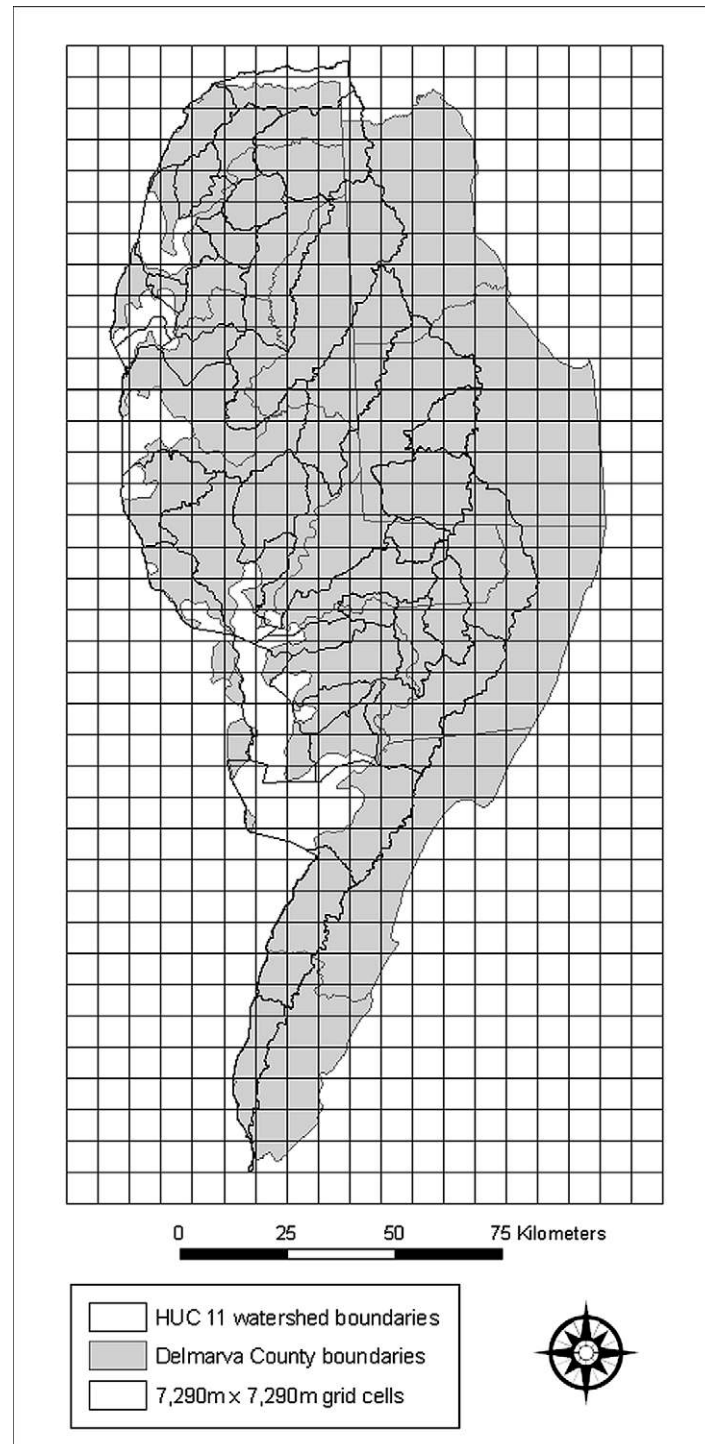 0 25 50 75 Kilometers
HUC 11 watershed boundaries
Delmarva County boundaries
7,290m x 7,290m grid cells